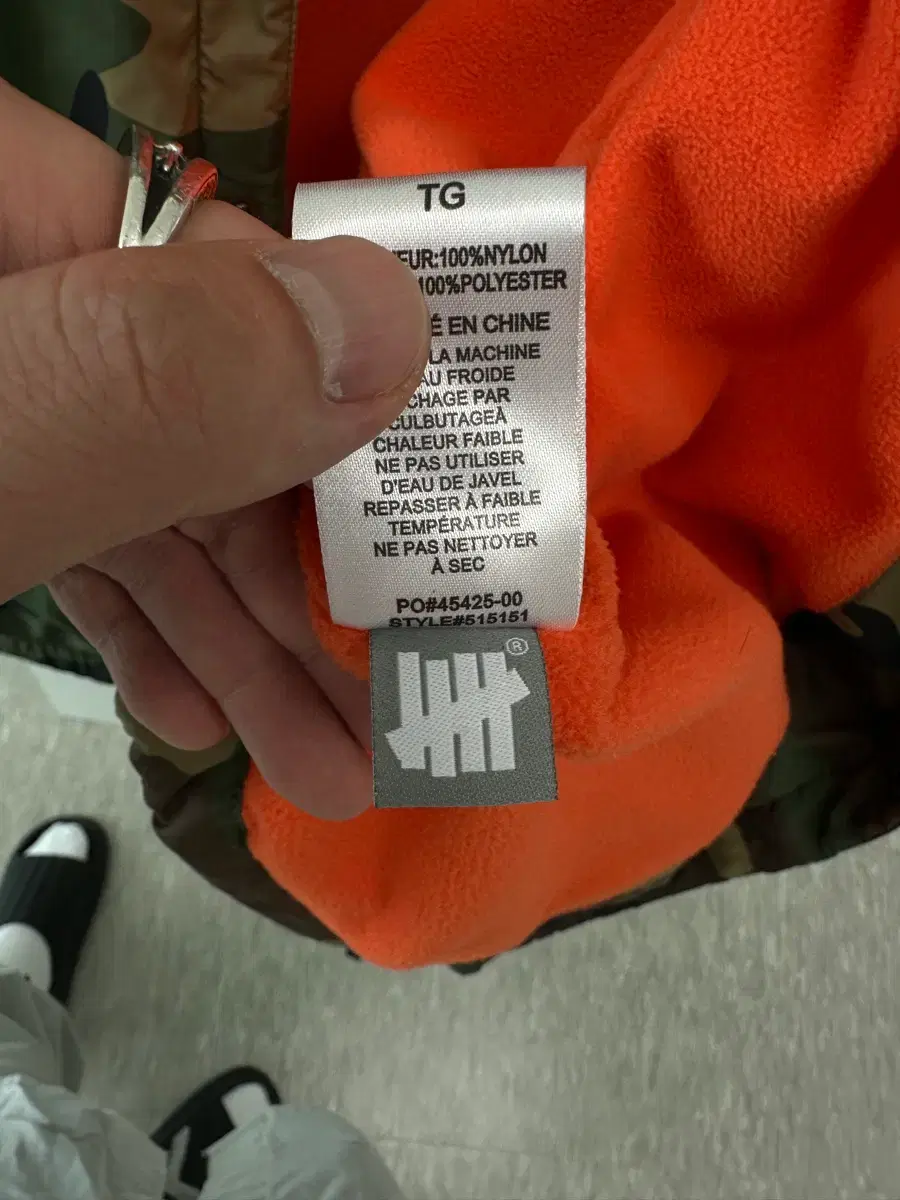 TG
EUR:100%NYLON
100%POLYESTER
É EN CHINE
LA MACHINE
AU FROIDE
CHAGE PAR
CULBUTAGEÀ
CHALEUR FAIBLE
NE PAS UTILISER
D'EAU DE JAVEL
REPASSER À FAIBLE
TEMPÉRATURE
NE PAS NETTOYER
À SEC
PO#45425-00
STYLE#515151
®